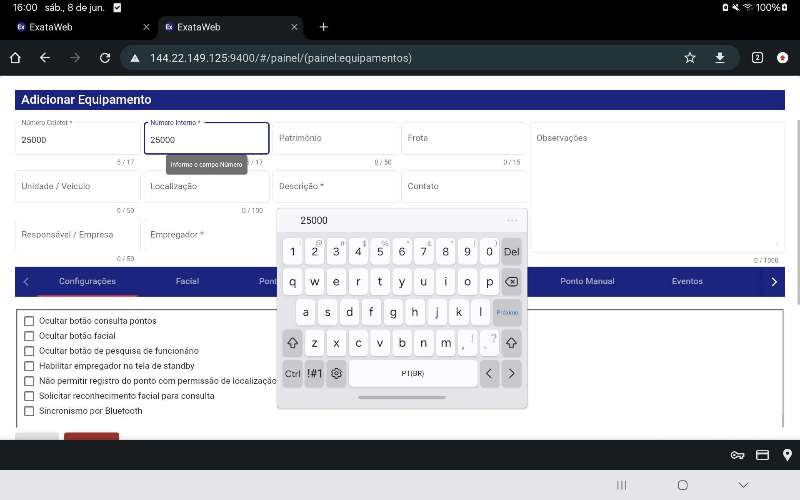 16:00 sáb., 8 de jun.
100%
Ex ExataWeb
Ex ExataWeb
144.22.149.125:9400/#/painel/(painel:equipamentos)
2
Adicionar Equipamento
Número Coletor *
25000
5 / 17
Número Interno *
25000
/ 17
Informe o campo Número
Patrimônio
0 / 50
Frota
0 / 15
Observações
0 / 1000
Unidade / Veículo
0 / 50
Localização
0 / 100
Descrição *
Contato
Responsável / Empresa
0 / 50
Empregador *
Configurações
Facial
Pont
Ponto Manual
Eventos
Ocultar botão consulta pontos
Ocultar botão facial
Ocultar botão de pesquisa de funcionário
Habilitar empregador na tela de standby
Não permitir registro do ponto com permissão de localização
Solicitar reconhecimento facial para consulta
Sincronismo por Bluetooth
25000
1 2 3 4 5 6 7 8 9 0 Del
q w e r t y u i o p
a s d f g h j k l Próximo
z x c v b n m , ! . ?
Ctrl !#1 PT(BR)